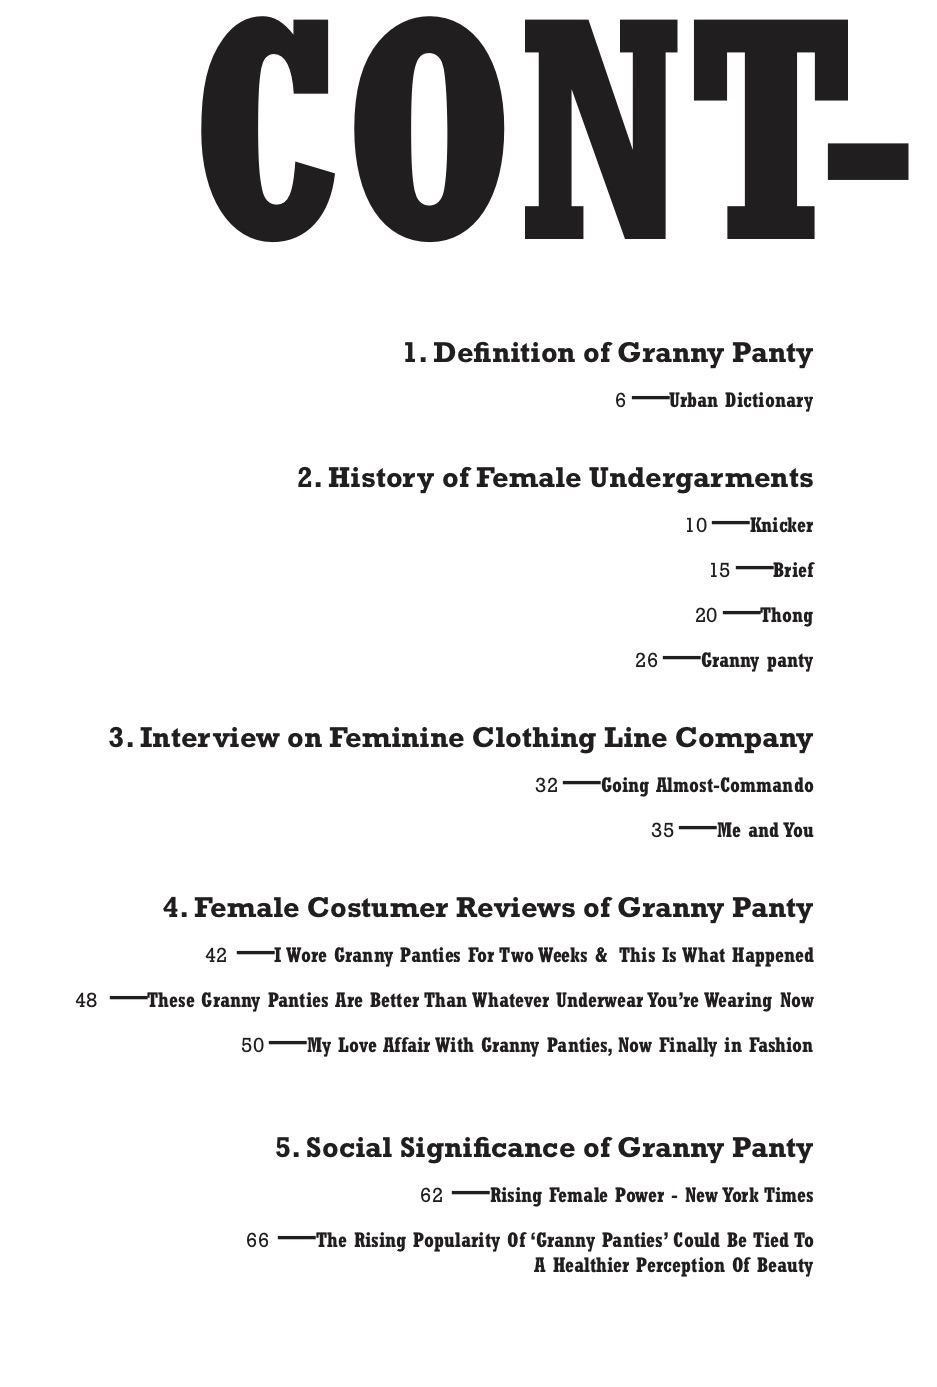 CONT-
1. Definition of Granny Panty
6 —Urban Dictionary
2. History of Female Undergarments
10 —Knicker
15 —Brief
20 —Thong
26 —Granny panty
3. Interview on Feminine Clothing Line Company
32 —Going Almost-Commando
35 —Me and You
4. Female Costumer Reviews of Granny Panty
42 —I Wore Granny Panties For Two Weeks & This Is What Happened
48 —These Granny Panties Are Better Than Whatever Underwear You’re Wearing Now
50 —My Love Affair With Granny Panties, Now Finally in Fashion
5. Social Significance of Granny Panty
62 —Rising Female Power - New York Times
66 —The Rising Popularity Of ‘Granny Panties’ Could Be Tied To
A Healthier Perception Of Beauty